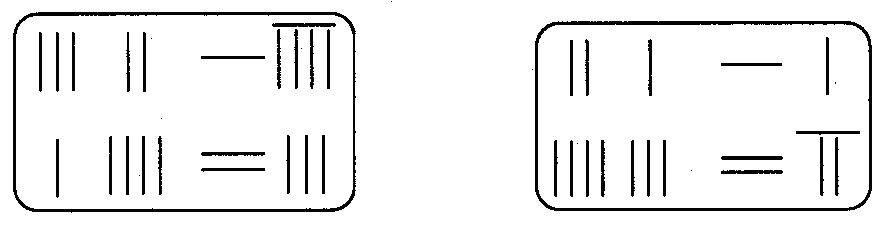 𝍢 𝍡 𝍩 𝍨
𝍠 𝍣 𝍪 𝍢
𝍡 𝍠 𝍩 𝍠
𝍣 𝍢 𝍪 𝍦